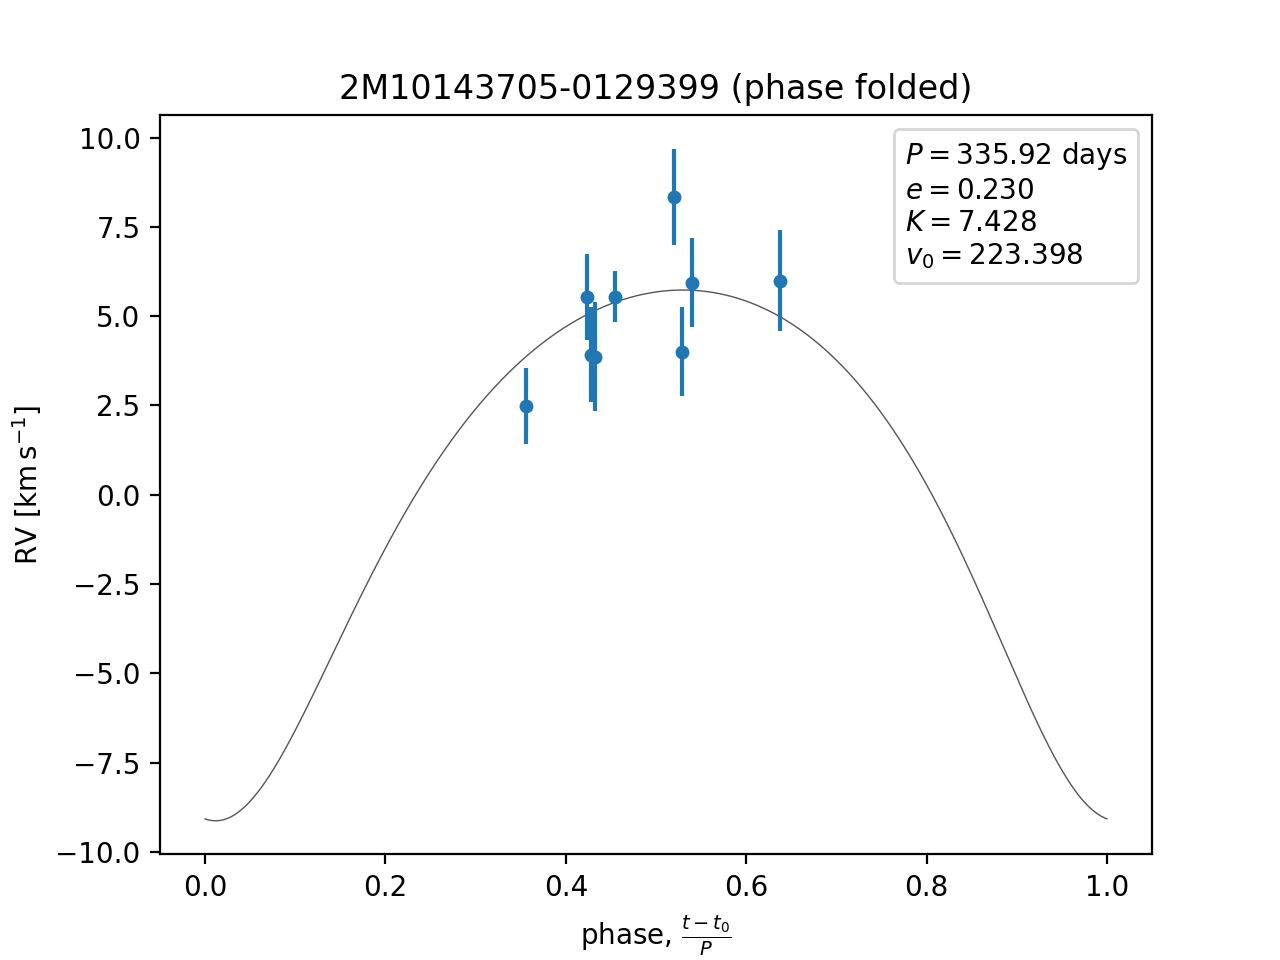 2M10143705-0129399 (phase folded)
P = 335.92 days
e = 0.230
K = 7.428
v₀ = 223.398
10.0
7.5
5.0
2.5
0.0
−2.5
−5.0
−7.5
−10.0
RV [km s⁻¹]
0.0 0.2 0.4 0.6 0.8 1.0
phase, (t − t₀)/P